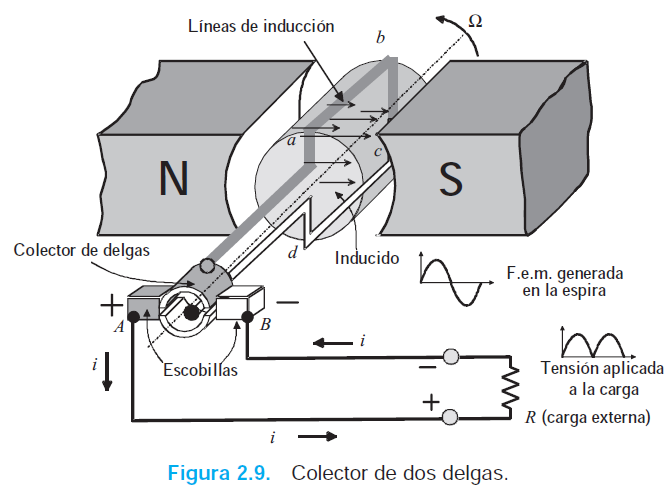 Líneas de inducción
Ω
b
a
c
N
S
d
Inducido
Colector de delgas
F.e.m. generada
en la espira
+
−
A
B
Escobillas
i
i
−
Tensión aplicada
a la carga
+
R (carga externa)
i
Figura 2.9. Colector de dos delgas.